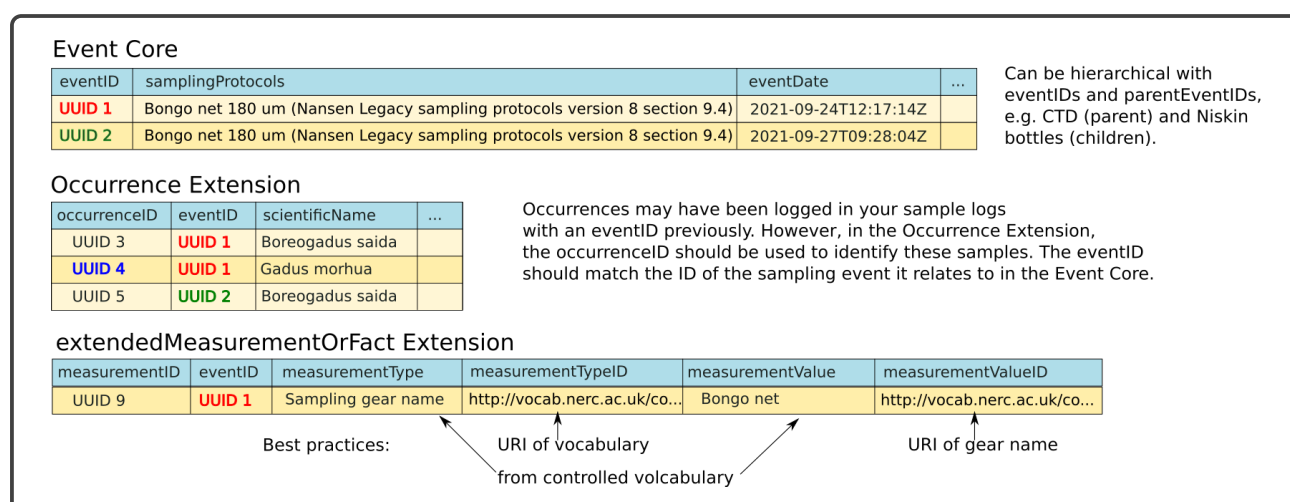 Event Core
eventID samplingProtocols eventDate ...
UUID 1 Bongo net 180 um (Nansen Legacy sampling protocols version 8 section 9.4) 2021-09-24T12:17:14Z
UUID 2 Bongo net 180 um (Nansen Legacy sampling protocols version 8 section 9.4) 2021-09-27T09:28:04Z
Can be hierarchical with
eventIDs and parentEventIDs,
e.g. CTD (parent) and Niskin
bottles (children).
Occurrence Extension
occurrenceID eventID scientificName ...
UUID 3 UUID 1 Boreogadus saida
UUID 4 UUID 1 Gadus morhua
UUID 5 UUID 2 Boreogadus saida
Occurrences may have been logged in your sample logs
with an eventID previously. However, in the Occurrence Extension,
the occurrenceID should be used to identify these samples. The eventID
should match the ID of the sampling event it relates to in the Event Core.
extendedMeasurementOrFact Extension
measurementID eventID measurementType measurementTypeID measurementValue measurementValueID
UUID 9 UUID 1 Sampling gear name http://vocab.nerc.ac.uk/co... Bongo net http://vocab.nerc.ac.uk/co...
Best practices: URI of vocabulary URI of gear name
from controlled volcabulary